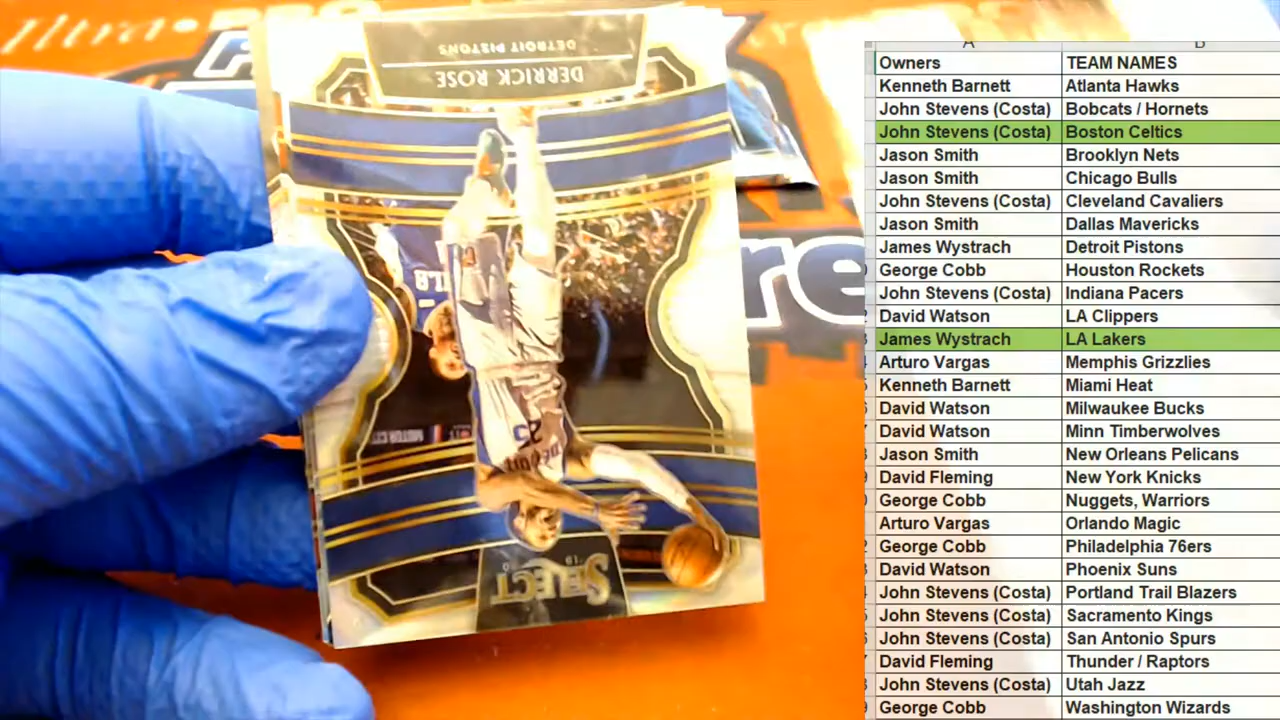 Ultra
DETROIT PISTONS
DERRICK ROSE
25
SELECT
re
A B
Owners TEAM NAMES
Kenneth Barnett Atlanta Hawks
John Stevens (Costa) Bobcats / Hornets
John Stevens (Costa) Boston Celtics
Jason Smith Brooklyn Nets
Jason Smith Chicago Bulls
John Stevens (Costa) Cleveland Cavaliers
Jason Smith Dallas Mavericks
James Wystrach Detroit Pistons
George Cobb Houston Rockets
John Stevens (Costa) Indiana Pacers
David Watson LA Clippers
James Wystrach LA Lakers
Arturo Vargas Memphis Grizzlies
Kenneth Barnett Miami Heat
David Watson Milwaukee Bucks
David Watson Minn Timberwolves
Jason Smith New Orleans Pelicans
David Fleming New York Knicks
George Cobb Nuggets, Warriors
Arturo Vargas Orlando Magic
George Cobb Philadelphia 76ers
David Watson Phoenix Suns
John Stevens (Costa) Portland Trail Blazers
John Stevens (Costa) Sacramento Kings
John Stevens (Costa) San Antonio Spurs
David Fleming Thunder / Raptors
John Stevens (Costa) Utah Jazz
George Cobb Washington Wizards